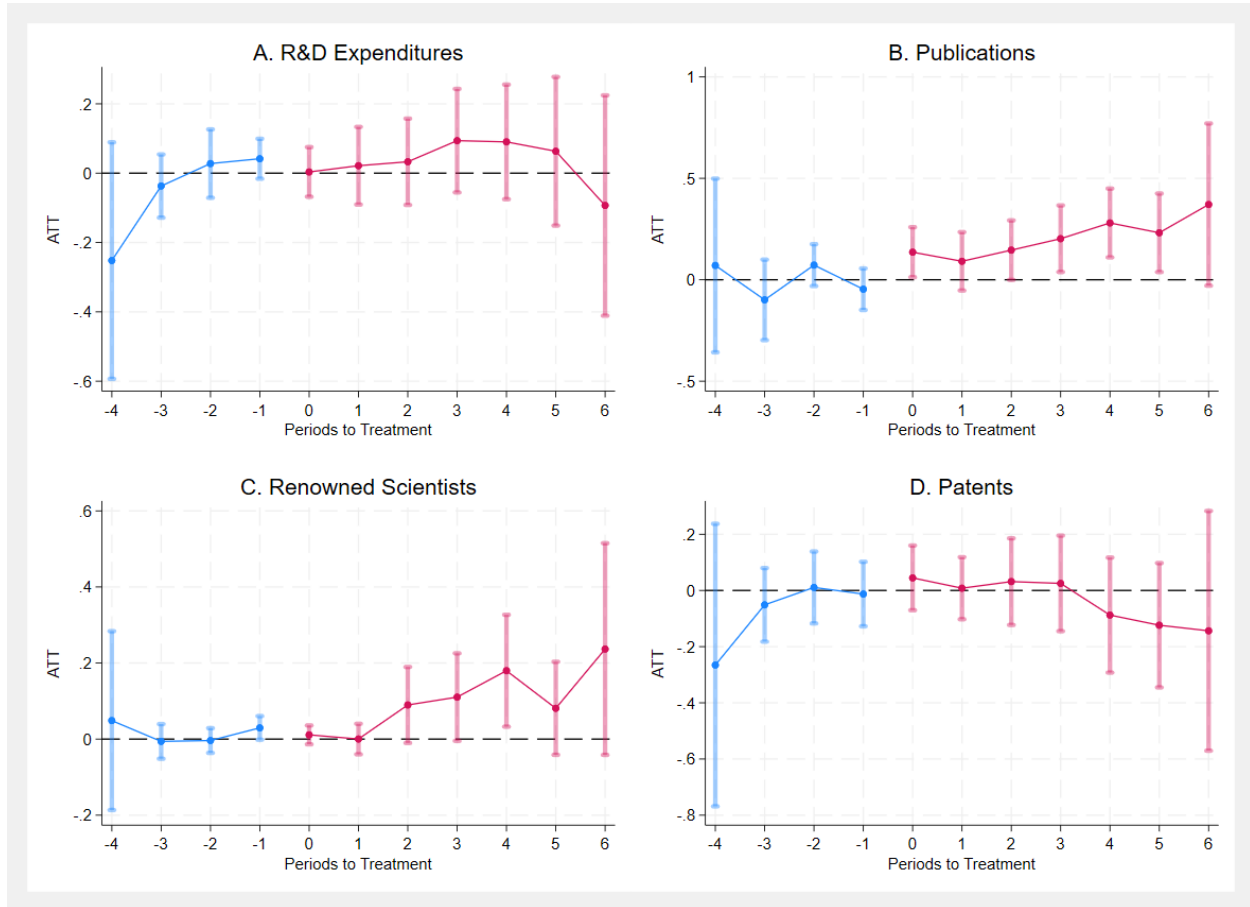 A. R&D Expenditures
.2
0
-.2
-.4
-.6
ATT
-4 -3 -2 -1 0 1 2 3 4 5 6
Periods to Treatment
B. Publications
1
.5
0
-.5
ATT
-4 -3 -2 -1 0 1 2 3 4 5 6
Periods to Treatment
C. Renowned Scientists
.6
.4
.2
0
-.2
ATT
-4 -3 -2 -1 0 1 2 3 4 5 6
Periods to Treatment
D. Patents
.2
0
-.2
-.4
-.6
-.8
ATT
-4 -3 -2 -1 0 1 2 3 4 5 6
Periods to Treatment